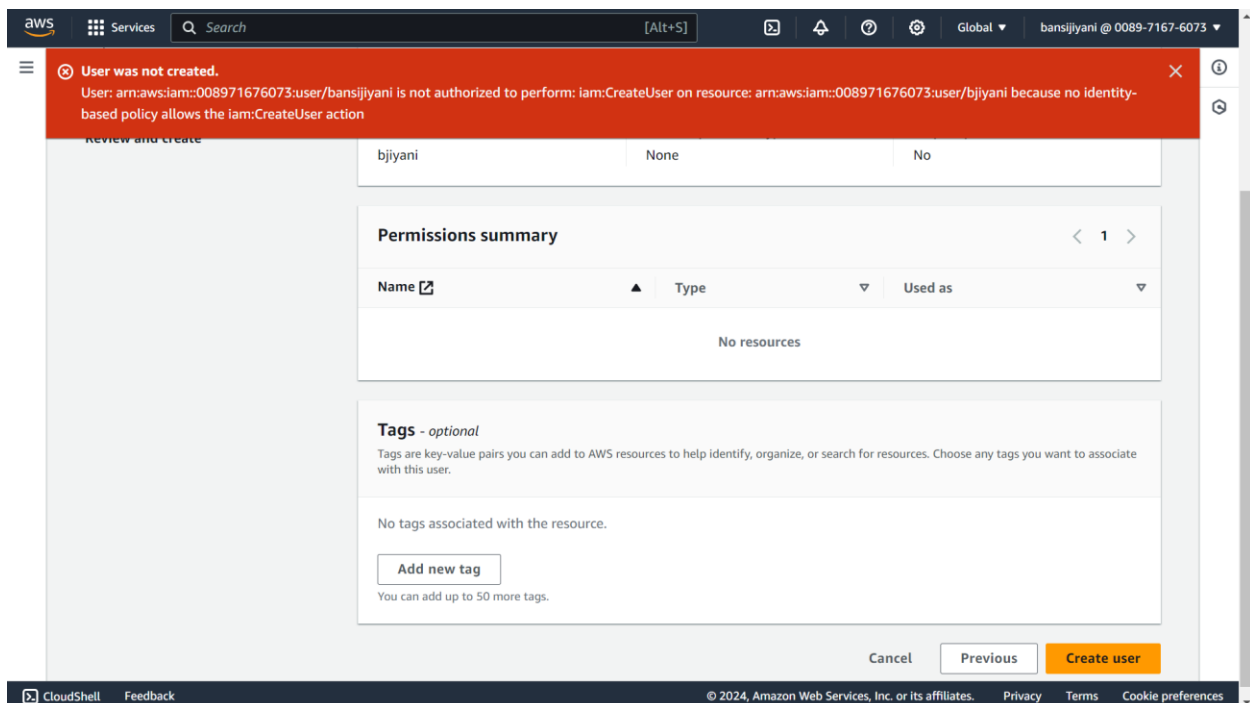 aws
Services
Search
[Alt+S]
Global ▼
bansijiyani @ 0089-7167-6073 ▼
User was not created.
User: arn:aws:iam::008971676073:user/bansijiyani is not authorized to perform: iam:CreateUser on resource: arn:aws:iam::008971676073:user/bjiyani because no identity-
based policy allows the iam:CreateUser action
Review and create
bjiyani
None
No
Permissions summary
< 1 >
Name
Type
Used as
No resources
Tags - optional
Tags are key-value pairs you can add to AWS resources to help identify, organize, or search for resources. Choose any tags you want to associate
with this user.
No tags associated with the resource.
Add new tag
You can add up to 50 more tags.
Cancel
Previous
Create user
CloudShell
Feedback
© 2024, Amazon Web Services, Inc. or its affiliates.
Privacy
Terms
Cookie preferences